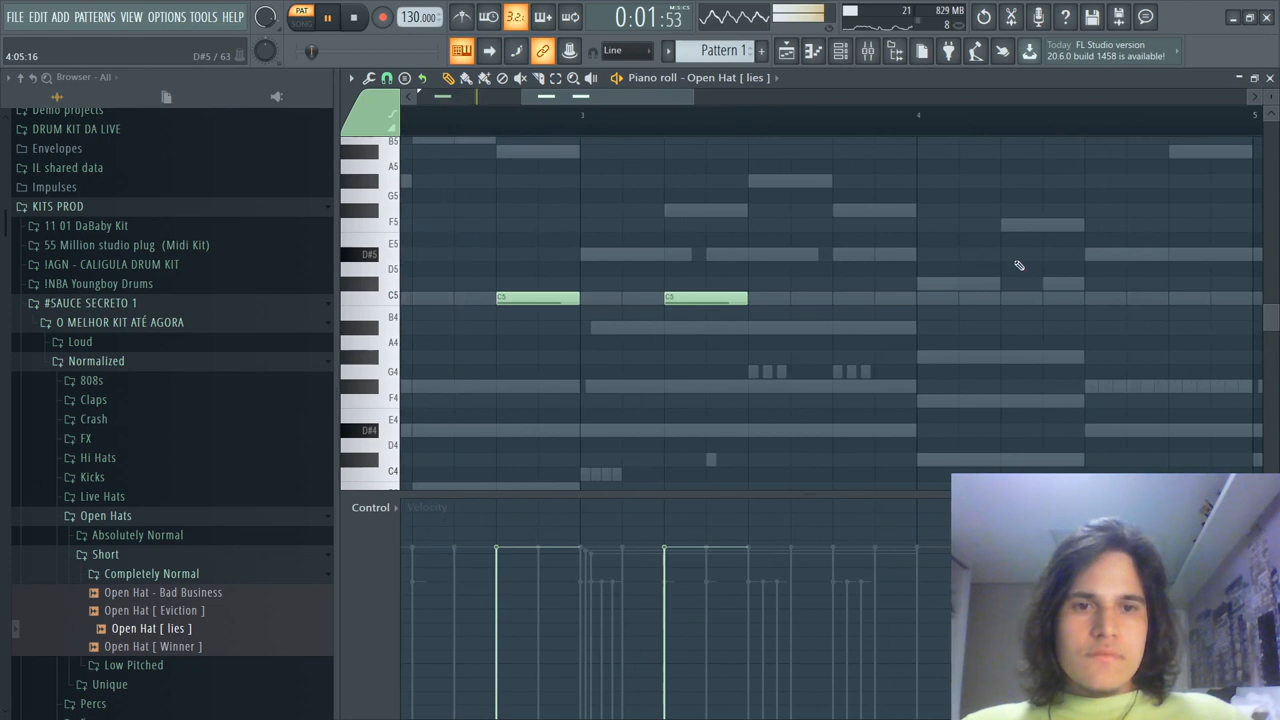 FILE EDIT ADD PATTERNS VIEW OPTIONS TOOLS HELP
4:05:16
D#5 / 63
PAT
SONG
130.000
3.2
0:01:53
M:S:CS
21
829 MB
8
Line
Pattern 1
Today FL Studio version
20.6.0 build 1458 is available!
Browser - All
Piano roll - Open Hat [ lies ]
Demo projects
DRUM KIT DA LIVE
Envelopes
IL shared data
Impulses
KITS PROD
11 01 DaBaby Kit
55 Million studio plug (Midi Kit)
!AGN - CALIGULA DRUM KIT
!NBA Youngboy Drums
#SAUCE SECRETO 1
O MELHOR KIT ATÉ AGORA
Loud
Normalized
808s
Claps
Crash
FX
Hi Hats
Kicks
Live Hats
Open Hats
Absolutely Normal
Short
Completely Normal
Open Hat - Bad Business
Open Hat [ Eviction ]
Open Hat [ lies ]
Open Hat [ Winner ]
Low Pitched
Unique
Percs
3 4 5
B5
A5
G5
F5
E5
D#5
D5
C5 C5 C5
B4
A4
G4
F4
E4
D#4
D4
C4
Control Velocity